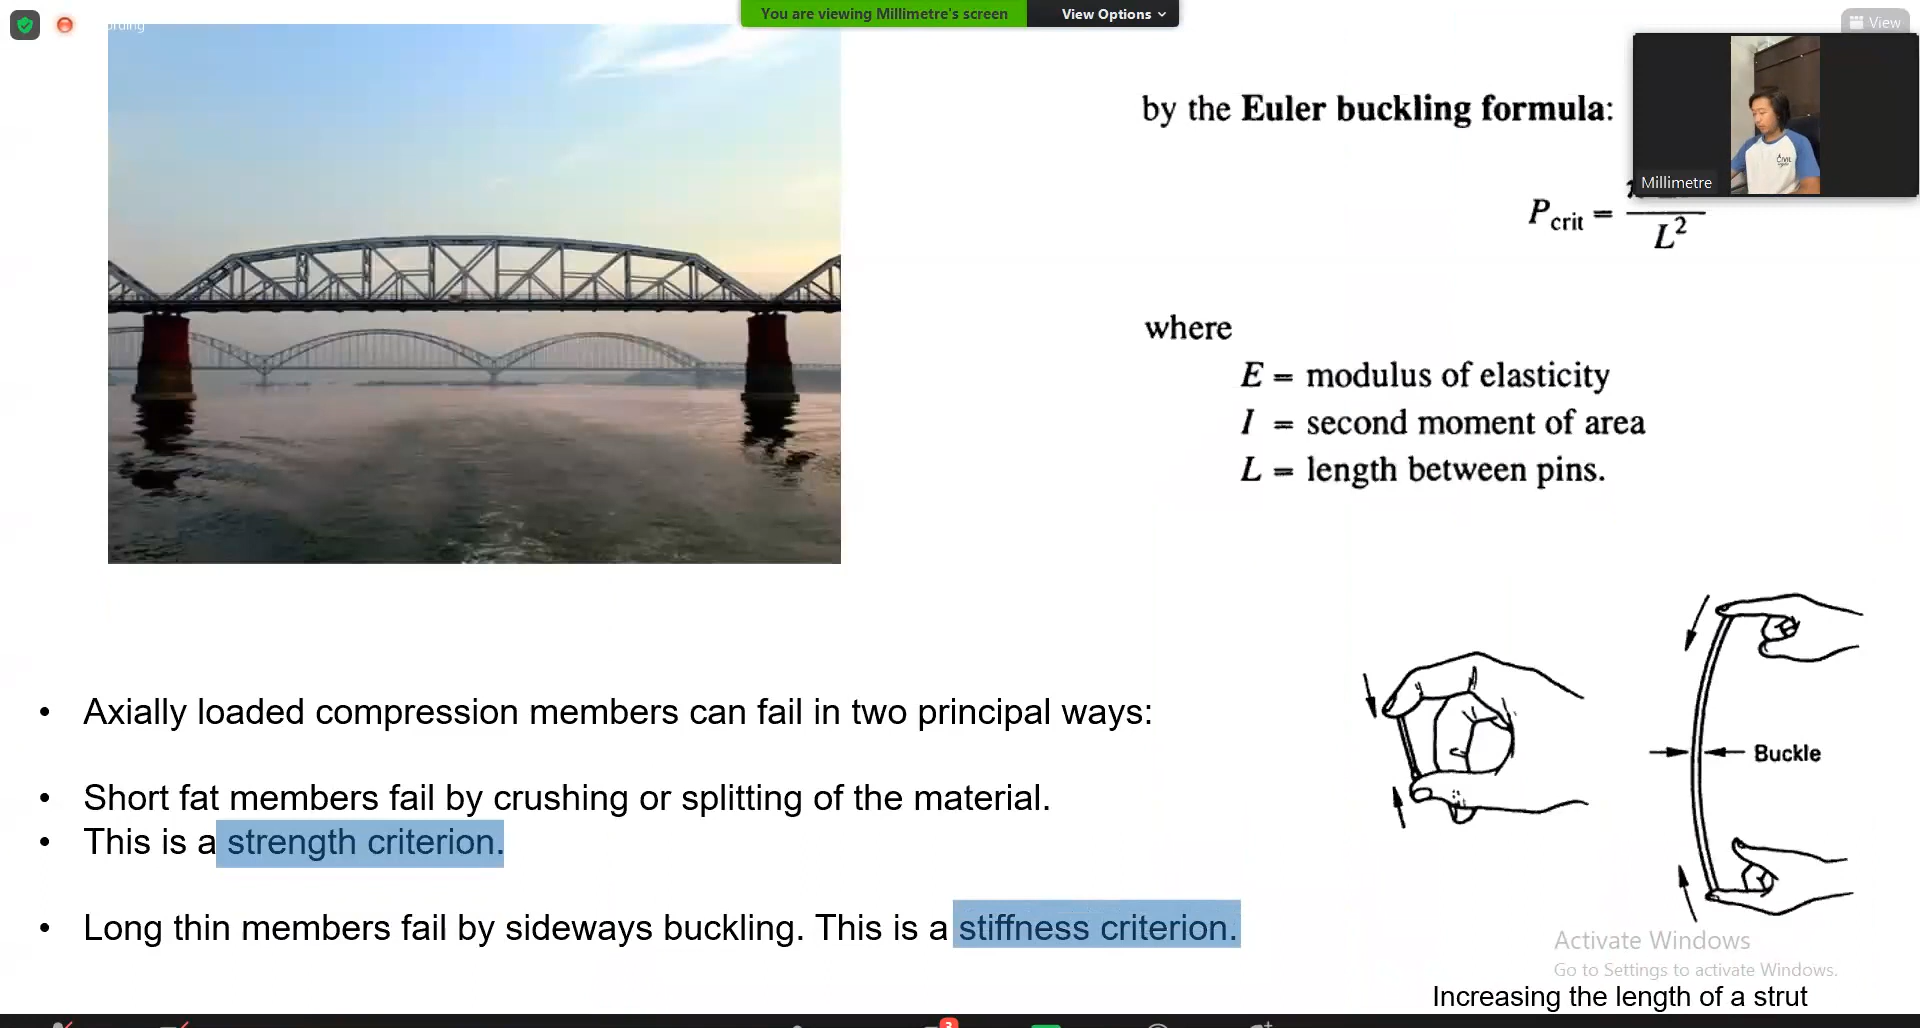 You are viewing Millimetre's screen
View Options
View
by the Euler buckling formula:
Millimetre
CIVIL
P crit =
L²
where
E = modulus of elasticity
I = second moment of area
L = length between pins.
• Axially loaded compression members can fail in two principal ways:
• Short fat members fail by crushing or splitting of the material.
• This is a strength criterion.
• Long thin members fail by sideways buckling. This is a stiffness criterion.
Buckle
Activate Windows
Go to Settings to activate Windows.
Increasing the length of a strut
3